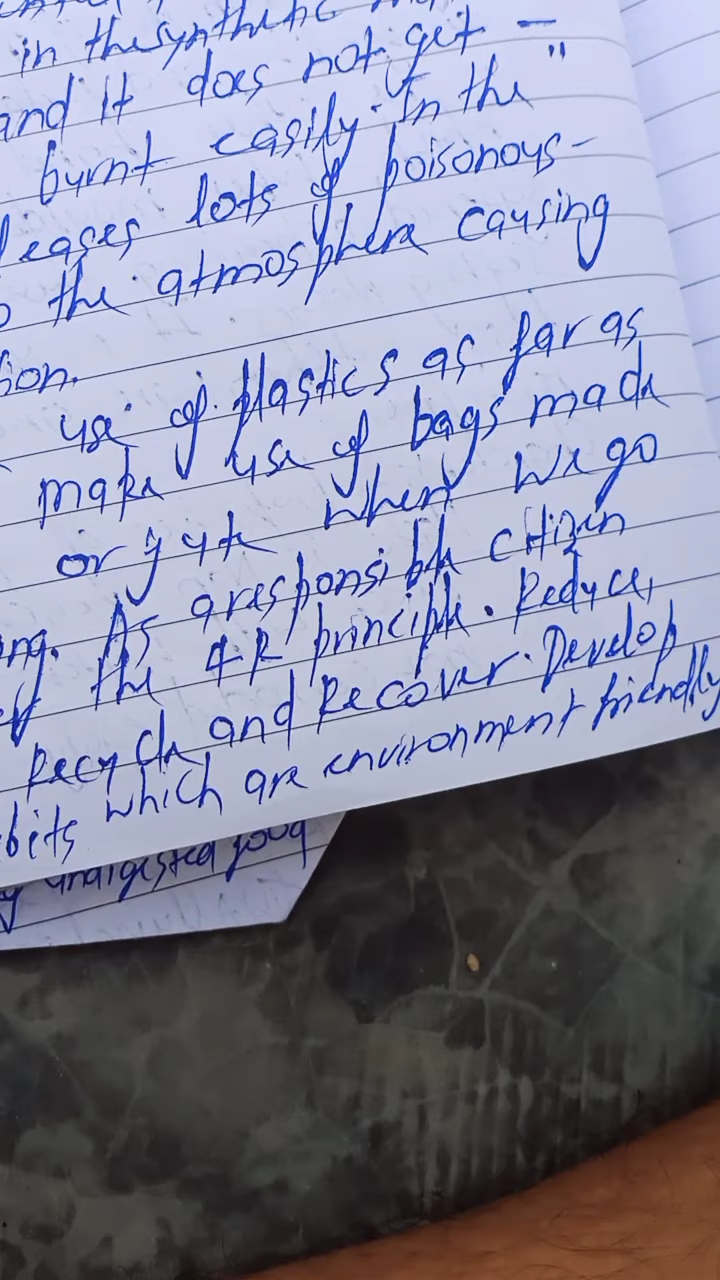 in the synthetic
and it does not get -
burnt easily. In the "
leases lots of poisonous -
the atmosphere causing
ion.
use of plastics as far as
make use of bags made
or jute when we go
ng. As a responsible citizen
the 4R principle. Reduce,
Recycle and Recover. Develop
bits which are environment friendly
y undigested food